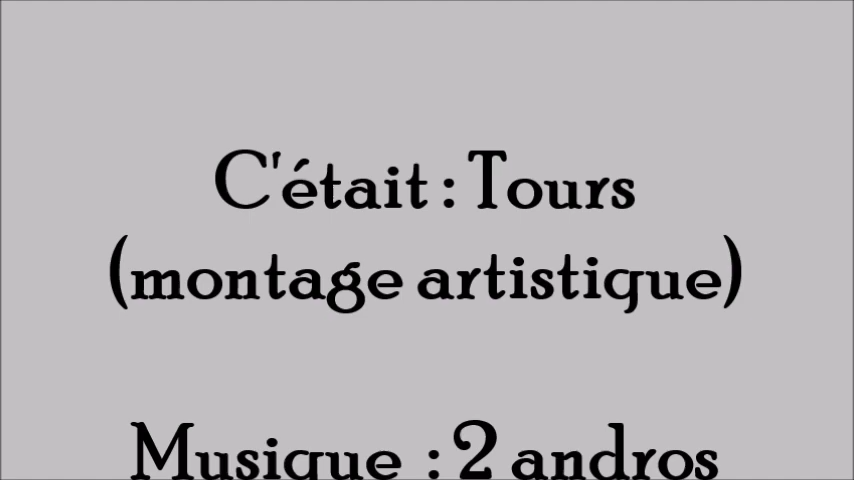 C'était : Tours
(montage artistique)
Musique : 2 andros